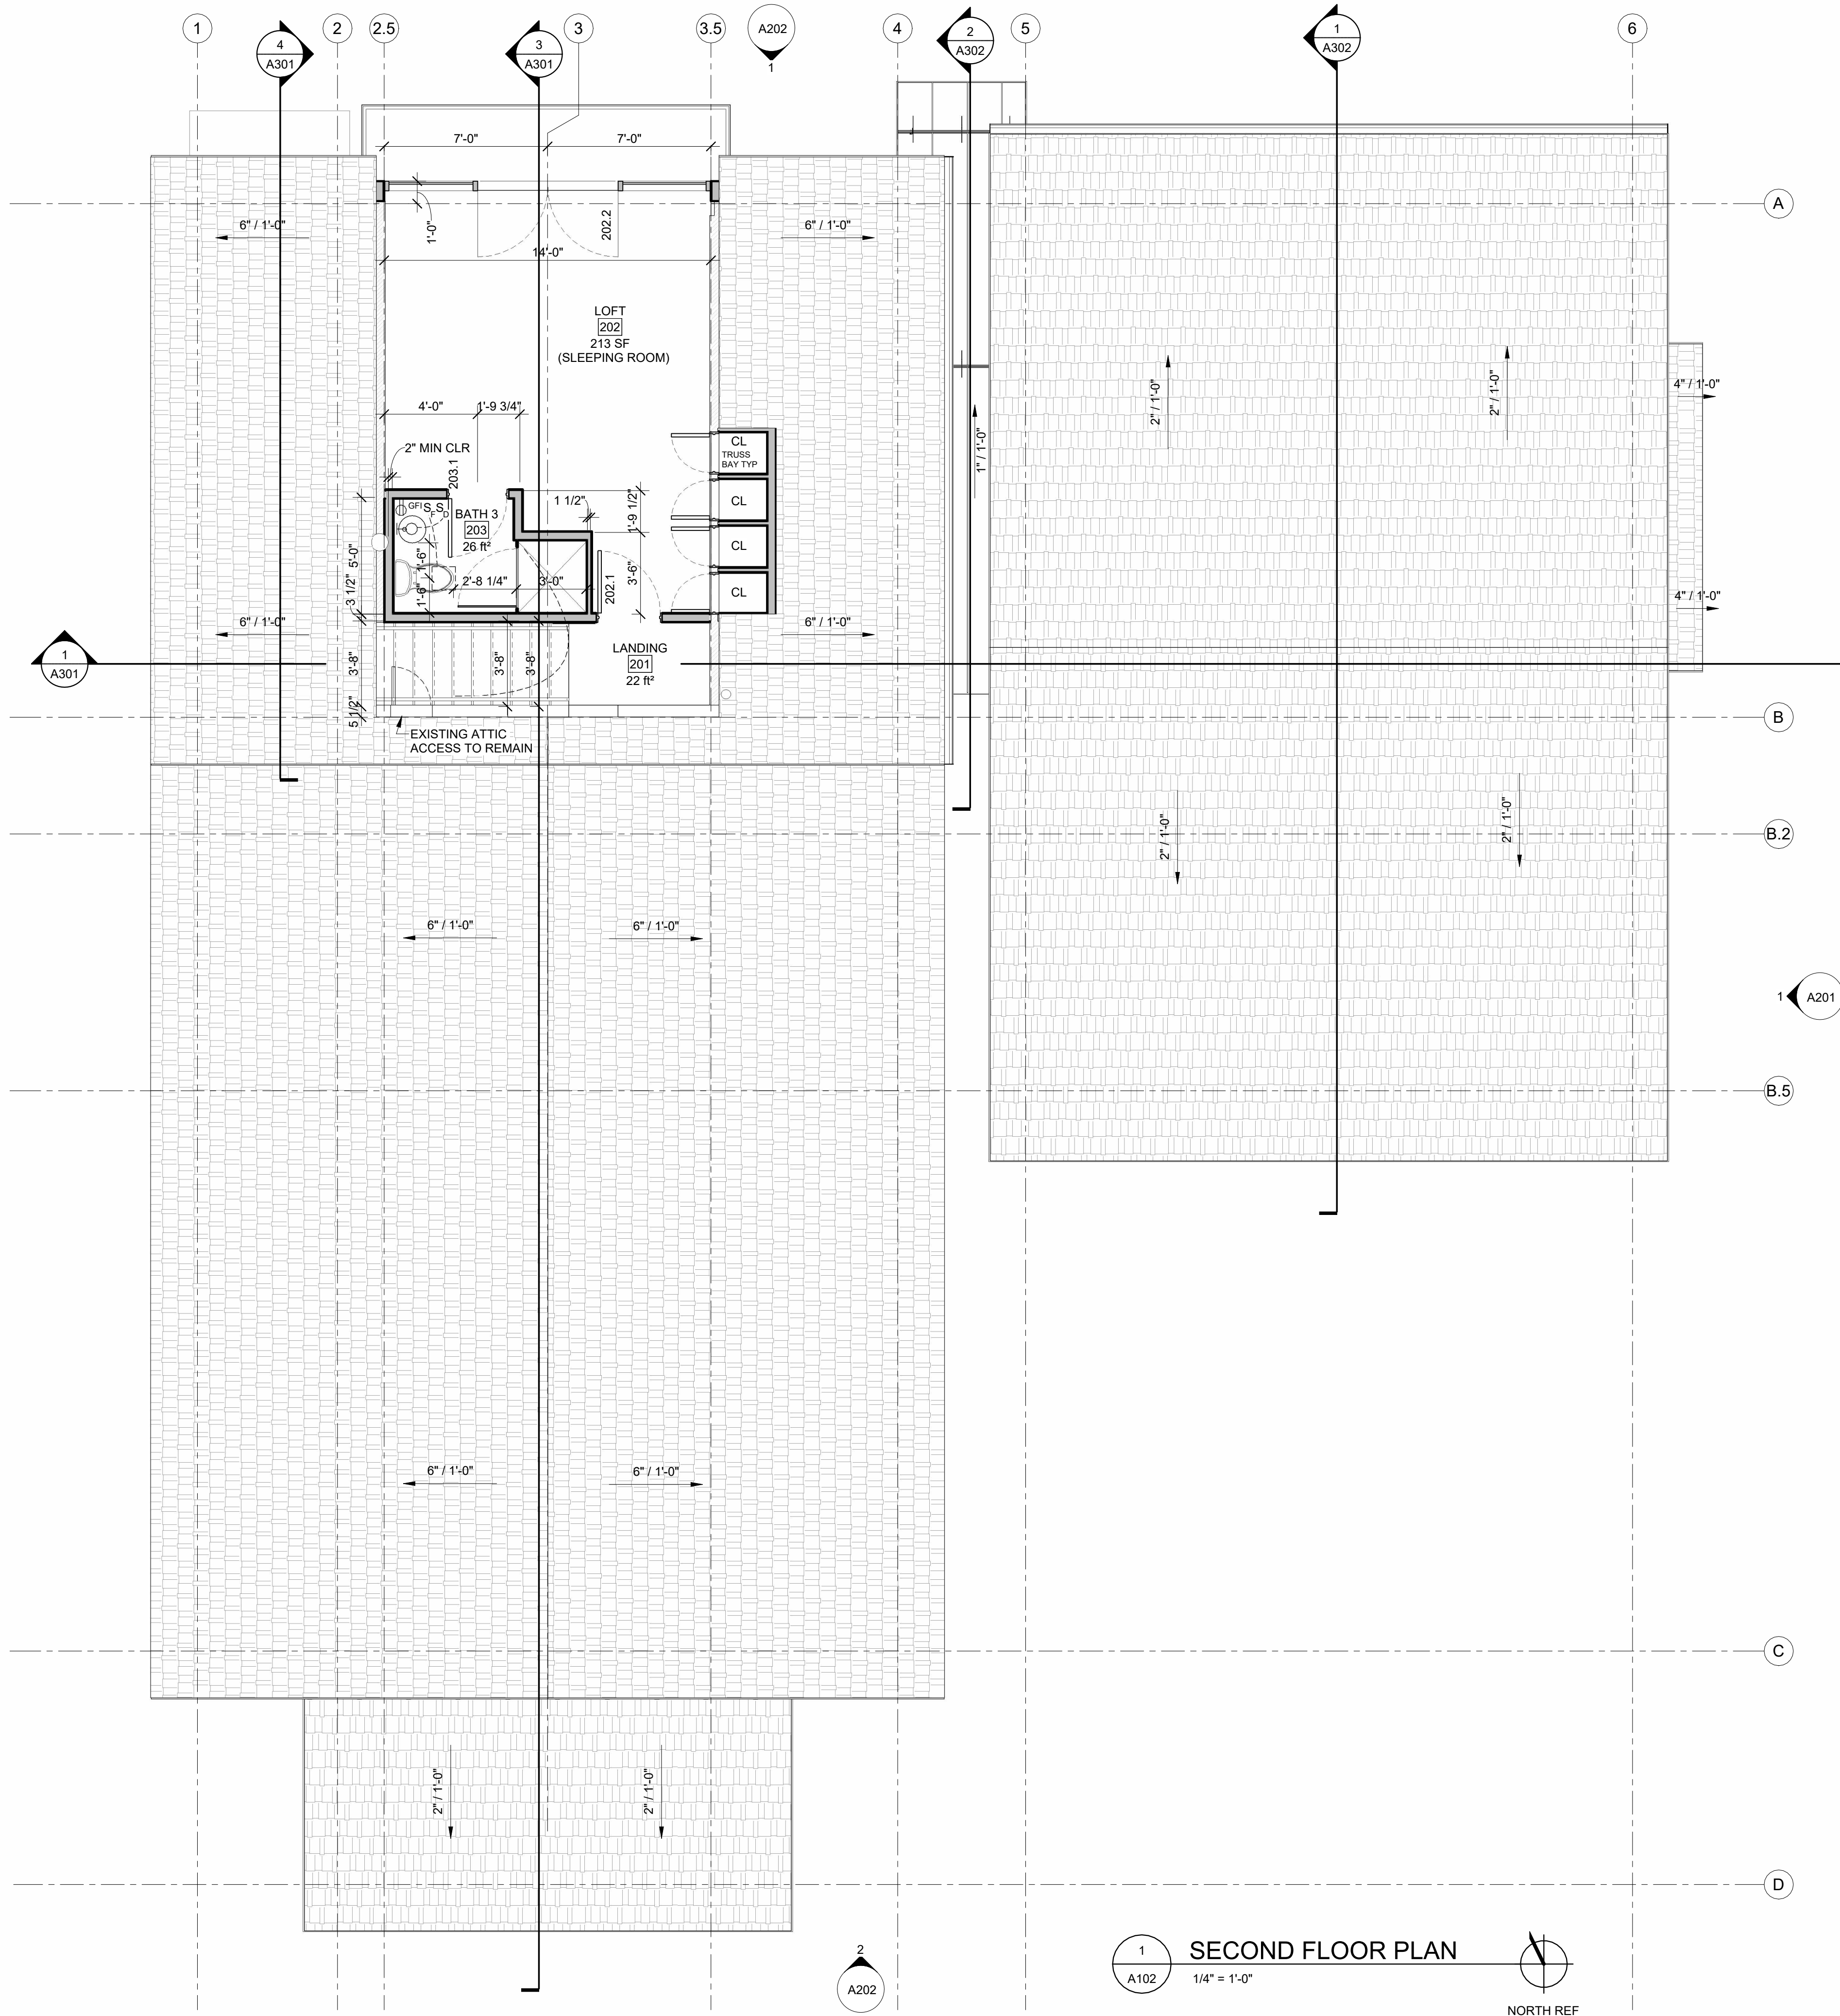 1
2
2.5
3
3.5
4
5
6
4
A301
3
A301
A202
1
2
A302
1
A302
7'-0"
7'-0"
A
6" / 1'-0"
1'-0"
202.2
6" / 1'-0"
14'-0"
LOFT
202
213 SF
(SLEEPING ROOM)
2" / 1'-0"
2" / 1'-0"
4" / 1'-0"
4'-0"
1'-9 3/4"
1" / 1'-0"
2" MIN CLR
203.1
CL
TRUSS
BAY TYP
1 1/2"
1'-9 1/2"
CL
GFI
S
F
S
D
BATH 3
203
26 ft²
5'-0"
1'-6"
CL
2'-8 1/4"
3'-0"
3'-6"
202.1
CL
3 1/2"
1'-6"
4" / 1'-0"
6" / 1'-0"
6" / 1'-0"
1
A301
3'-8"
3'-8"
3'-8"
LANDING
201
22 ft²
5 1/2"
B
EXISTING ATTIC
ACCESS TO REMAIN
2" / 1'-0"
2" / 1'-0"
B.2
6" / 1'-0"
6" / 1'-0"
1
A201
B.5
6" / 1'-0"
6" / 1'-0"
C
2" / 1'-0"
2" / 1'-0"
D
2
A202
1
A102
SECOND FLOOR PLAN
1/4" = 1'-0"
NORTH REF